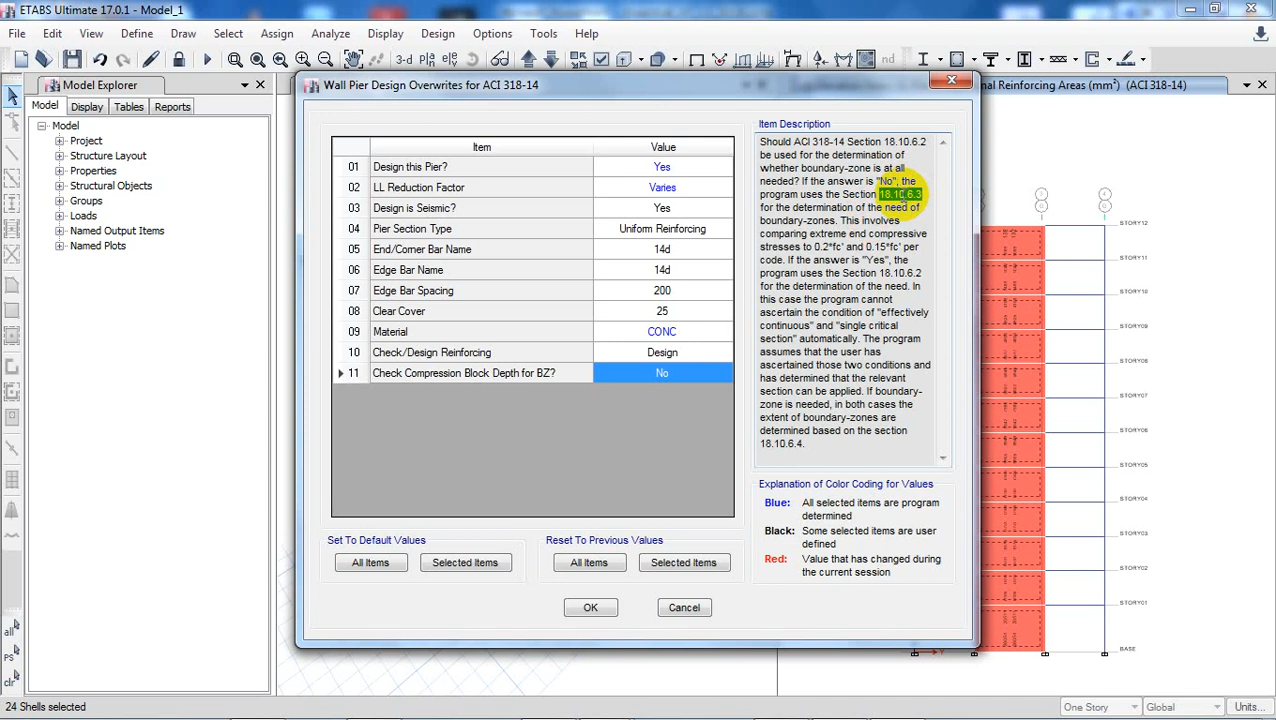 ETABS Ultimate 17.0.1 - Model_1
File Edit View Define Draw Select Assign Analyze Display Design Options Tools Help
3-d pla ele nd
Model Explorer
Model Display Tables Reports
Model
Project
Structure Layout
Properties
Structural Objects
Groups
Loads
Named Output Items
Named Plots
all
PS
clr
Wall Pier Design Overwrites for ACI 318-14
Item Value
01 Design this Pier? Yes
02 LL Reduction Factor Varies
03 Design is Seismic? Yes
04 Pier Section Type Uniform Reinforcing
05 End/Corner Bar Name 14d
06 Edge Bar Name 14d
07 Edge Bar Spacing 200
08 Clear Cover 25
09 Material CONC
10 Check/Design Reinforcing Design
11 Check Compression Block Depth for BZ? No
Set To Default Values
All Items Selected Items
Reset To Previous Values
All Items Selected Items
OK Cancel
Item Description
Should ACI 318-14 Section 18.10.6.2
be used for the determination of
whether boundary-zone is at all
needed? If the answer is "No", the
program uses the Section 18.10.6.3
for the determination of the need of
boundary-zones. This involves
comparing extreme end compressive
stresses to 0.2*fc' and 0.15*fc' per
code. If the answer is "Yes", the
program uses the Section 18.10.6.2
for the determination of the need. In
this case the program cannot
ascertain the condition of "effectively
continuous" and "single critical
section" automatically. The program
assumes that the user has
ascertained those two conditions and
has determined that the relevant
section can be applied. If boundary-
zone is needed, in both cases the
extent of boundary-zones are
determined based on the section
18.10.6.4.
Explanation of Color Coding for Values
Blue: All selected items are program
determined
Black: Some selected items are user
defined
Red: Value that has changed during
the current session
nal Reinforcing Areas (mm²) (ACI 318-14)
STORY12
STORY11
STORY10
STORY09
STORY08
STORY07
STORY06
STORY05
STORY04
STORY03
STORY02
STORY01
BASE
24 Shells selected
One Story Global Units...